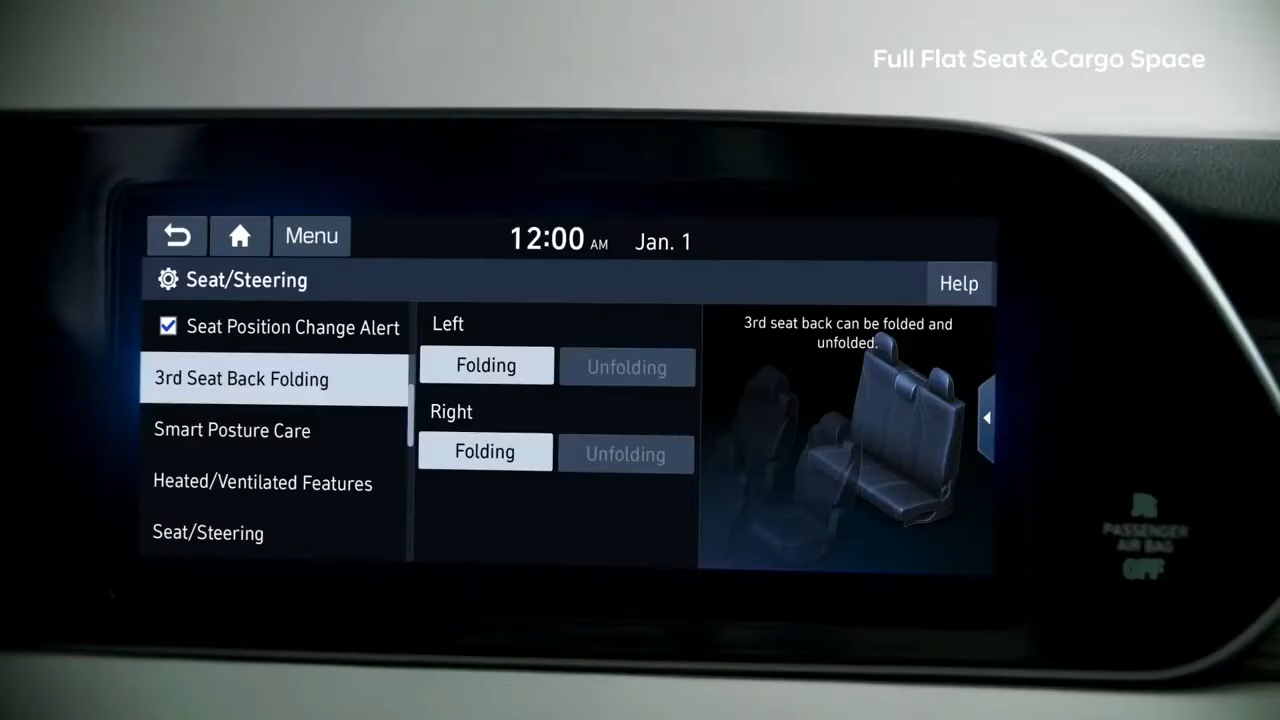 Full Flat Seat & Cargo Space
Menu
12:00 AM Jan. 1
Seat/Steering
Help
Seat Position Change Alert
3rd Seat Back Folding
Smart Posture Care
Heated/Ventilated Features
Seat/Steering
Left
Folding Unfolding
Right
Folding Unfolding
3rd seat back can be folded and
unfolded.
PASSENGER
AIR BAG
OFF